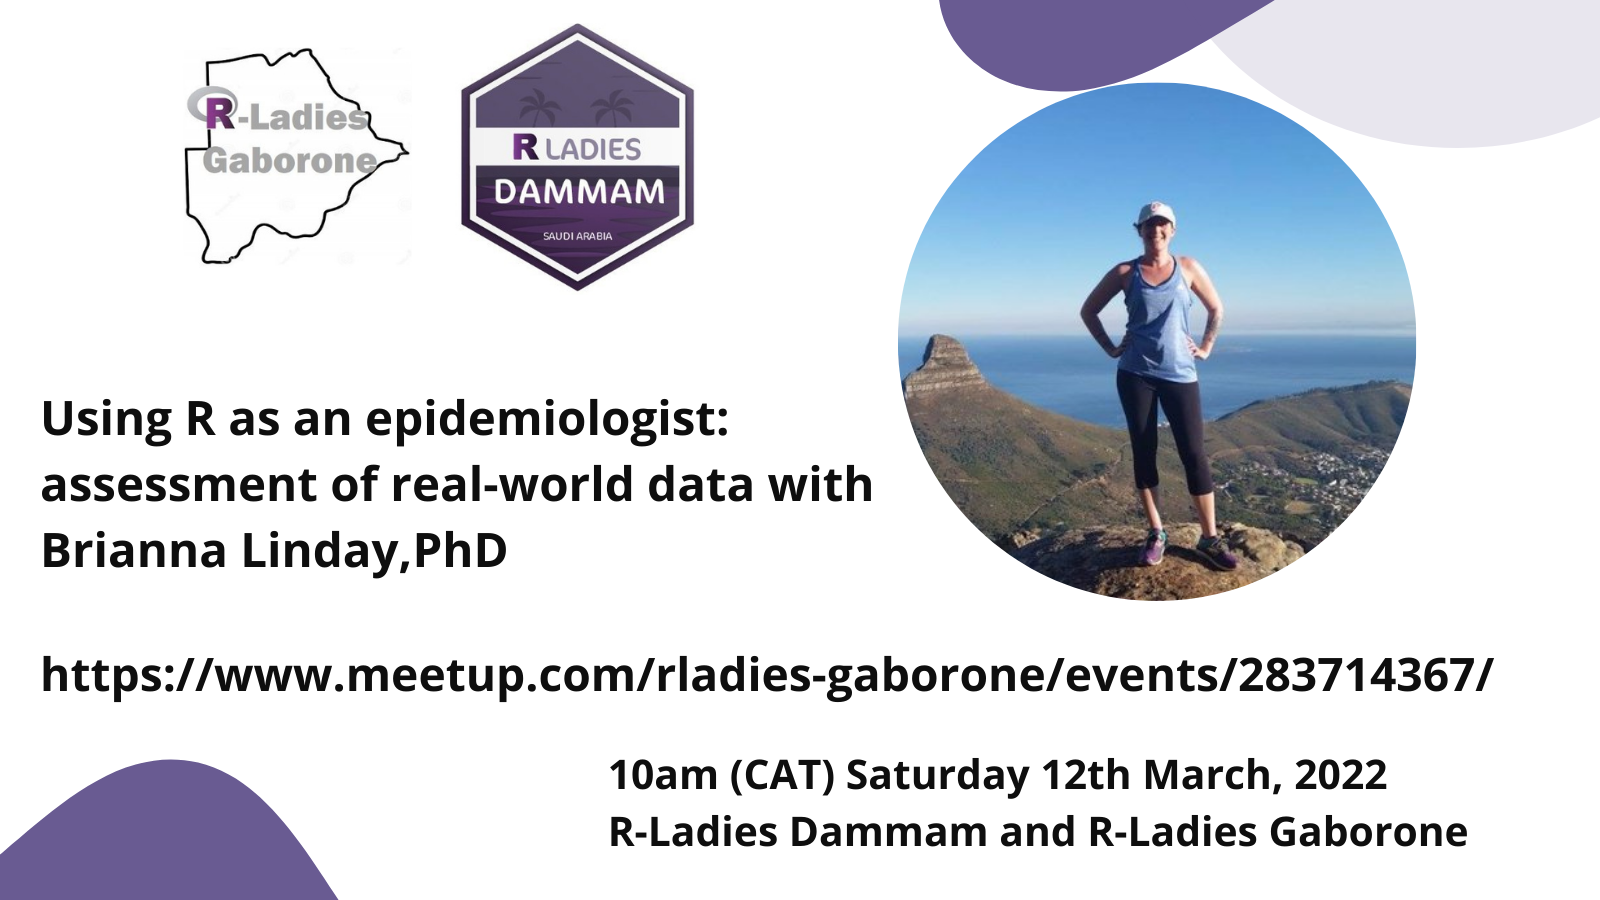 R-Ladies
Gaborone
R LADIES
DAMMAM
SAUDI ARABIA
Using R as an epidemiologist:
assessment of real-world data with
Brianna Linday,PhD
https://www.meetup.com/rladies-gaborone/events/283714367/
10am (CAT) Saturday 12th March, 2022
R-Ladies Dammam and R-Ladies Gaborone